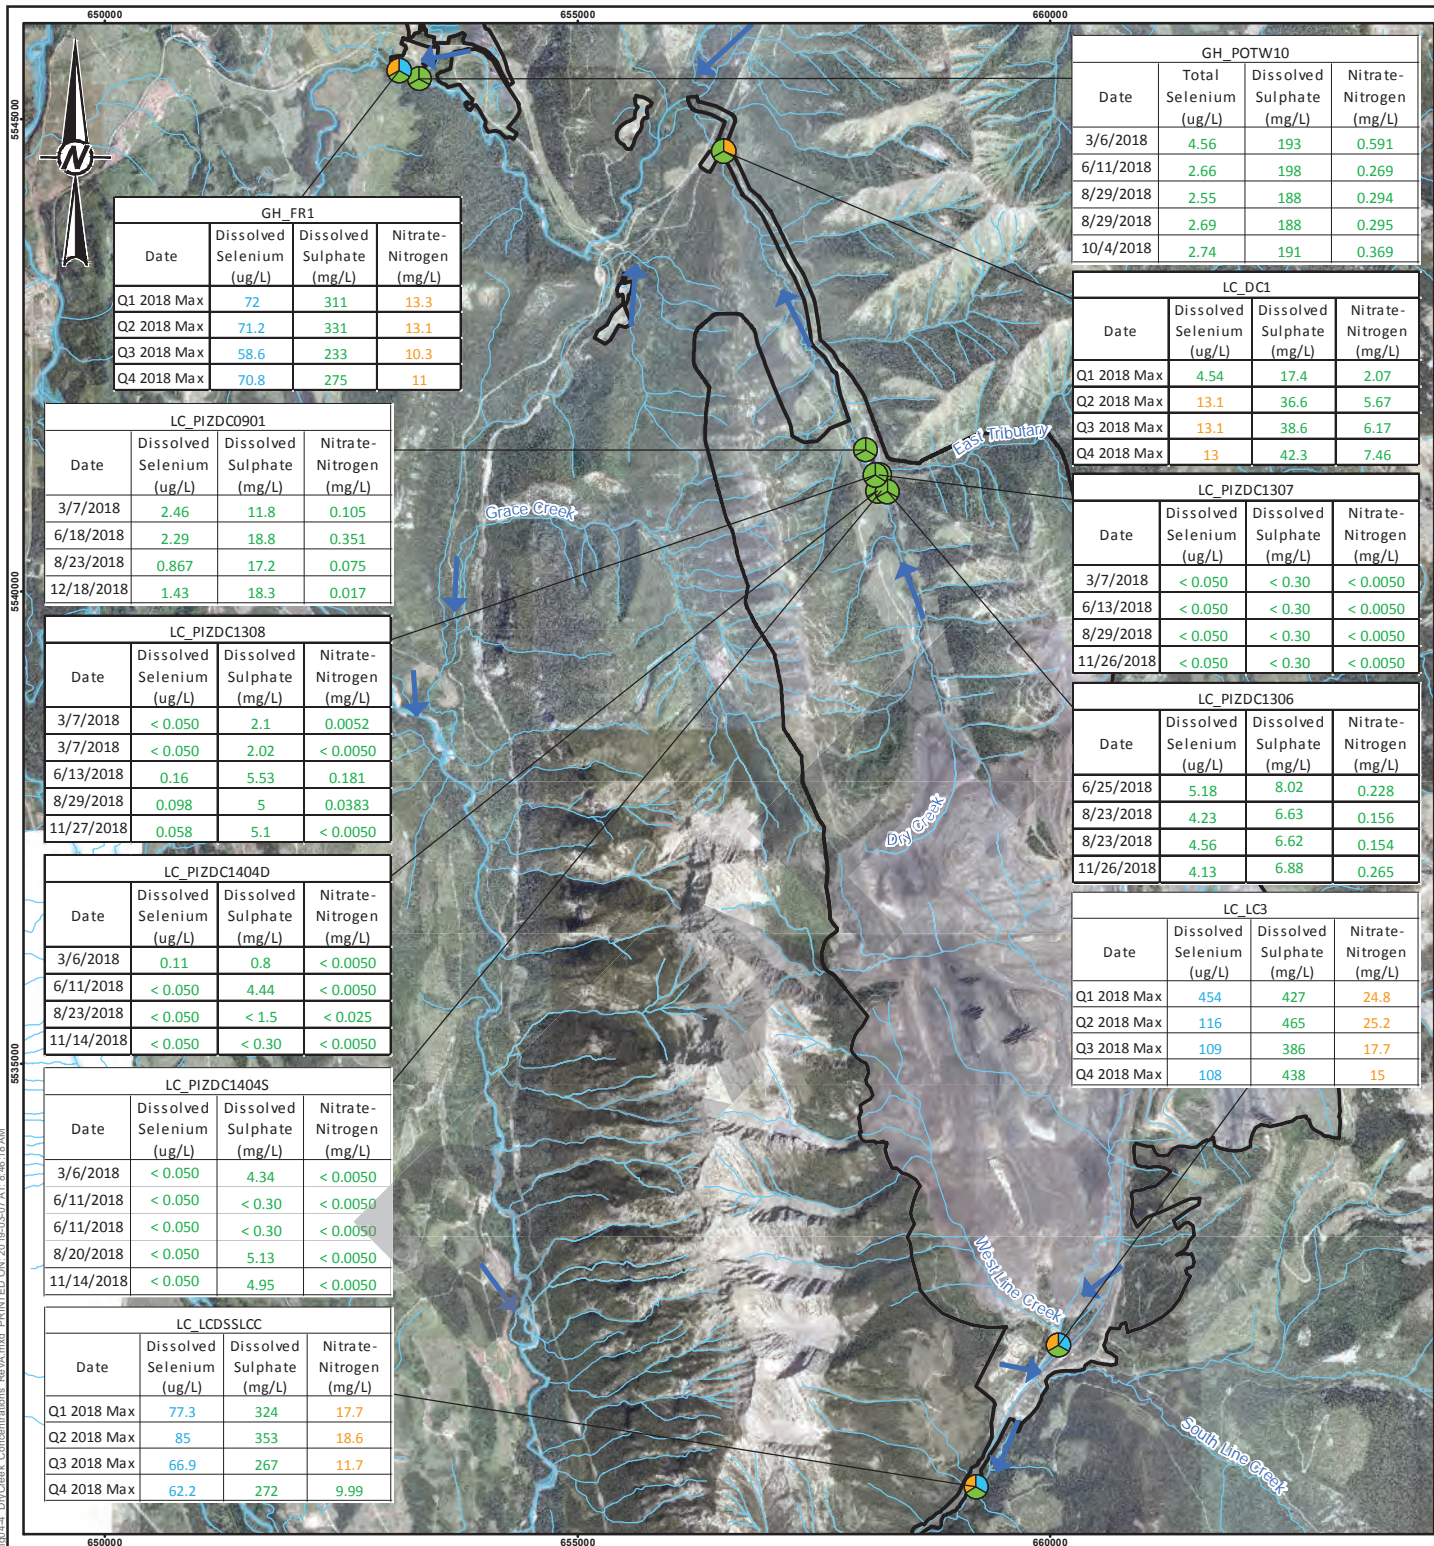 650000
655000
660000
5545000
5540000
5535000
N
GH_POTW10
Date Total Selenium (ug/L) Dissolved Sulphate (mg/L) Nitrate-Nitrogen (mg/L)
3/6/2018 4.56 193 0.591
6/11/2018 2.66 198 0.269
8/29/2018 2.55 188 0.294
8/29/2018 2.69 188 0.295
10/4/2018 2.74 191 0.369
GH_FR1
Date Dissolved Selenium (ug/L) Dissolved Sulphate (mg/L) Nitrate-Nitrogen (mg/L)
Q1 2018 Max 72 311 13.3
Q2 2018 Max 71.2 331 13.1
Q3 2018 Max 58.6 233 10.3
Q4 2018 Max 70.8 275 11
LC_DC1
Date Dissolved Selenium (ug/L) Dissolved Sulphate (mg/L) Nitrate-Nitrogen (mg/L)
Q1 2018 Max 4.54 17.4 2.07
Q2 2018 Max 13.1 36.6 5.67
Q3 2018 Max 13.1 38.6 6.17
Q4 2018 Max 13 42.3 7.46
LC_PIZDC0901
Date Dissolved Selenium (ug/L) Dissolved Sulphate (mg/L) Nitrate-Nitrogen (mg/L)
3/7/2018 2.46 11.8 0.105
6/18/2018 2.29 18.8 0.351
8/23/2018 0.867 17.2 0.075
12/18/2018 1.43 18.3 0.017
LC_PIZDC1307
Date Dissolved Selenium (ug/L) Dissolved Sulphate (mg/L) Nitrate-Nitrogen (mg/L)
3/7/2018 < 0.050 < 0.30 < 0.0050
6/13/2018 < 0.050 < 0.30 < 0.0050
8/29/2018 < 0.050 < 0.30 < 0.0050
11/26/2018 < 0.050 < 0.30 < 0.0050
LC_PIZDC1308
Date Dissolved Selenium (ug/L) Dissolved Sulphate (mg/L) Nitrate-Nitrogen (mg/L)
3/7/2018 < 0.050 2.1 0.0052
3/7/2018 < 0.050 2.02 < 0.0050
6/13/2018 0.16 5.53 0.181
8/29/2018 0.098 5 0.0383
11/27/2018 0.058 5.1 < 0.0050
LC_PIZDC1306
Date Dissolved Selenium (ug/L) Dissolved Sulphate (mg/L) Nitrate-Nitrogen (mg/L)
6/25/2018 5.18 8.02 0.228
8/23/2018 4.23 6.63 0.156
8/23/2018 4.56 6.62 0.154
11/26/2018 4.13 6.88 0.265
LC_PIZDC1404D
Date Dissolved Selenium (ug/L) Dissolved Sulphate (mg/L) Nitrate-Nitrogen (mg/L)
3/6/2018 0.11 0.8 < 0.0050
6/11/2018 < 0.050 4.44 < 0.0050
8/23/2018 < 0.050 < 1.5 < 0.025
11/14/2018 < 0.050 < 0.30 < 0.0050
LC_LC3
Date Dissolved Selenium (ug/L) Dissolved Sulphate (mg/L) Nitrate-Nitrogen (mg/L)
Q1 2018 Max 454 427 24.8
Q2 2018 Max 116 465 25.2
Q3 2018 Max 109 386 17.7
Q4 2018 Max 108 438 15
LC_PIZDC1404S
Date Dissolved Selenium (ug/L) Dissolved Sulphate (mg/L) Nitrate-Nitrogen (mg/L)
3/6/2018 < 0.050 4.34 < 0.0050
6/11/2018 < 0.050 < 0.30 < 0.0050
6/11/2018 < 0.050 < 0.30 < 0.0050
8/20/2018 < 0.050 5.13 < 0.0050
11/14/2018 < 0.050 4.95 < 0.0050
LC_LCDSSLCC
Date Dissolved Selenium (ug/L) Dissolved Sulphate (mg/L) Nitrate-Nitrogen (mg/L)
Q1 2018 Max 77.3 324 17.7
Q2 2018 Max 85 353 18.6
Q3 2018 Max 66.9 267 11.7
Q4 2018 Max 62.2 272 9.99
East Tributary
Grace Creek
Dry Creek
West Line Creek
South Line Creek
650000
655000
660000